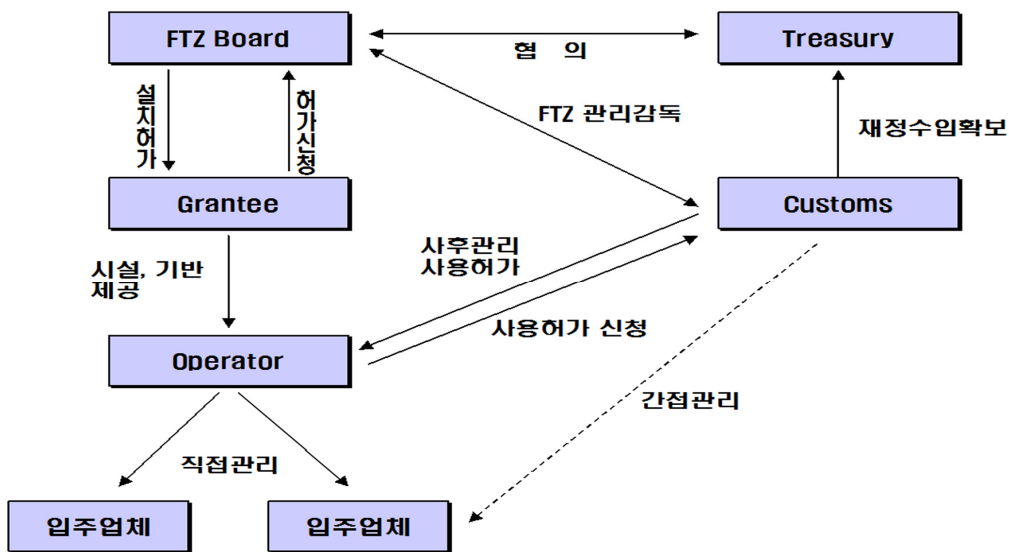 FTZ Board
Treasury
협 의
설치허가
허가신청
FTZ 관리감독
재정수입확보
Grantee
Customs
사후관리
사용허가
시설, 기반
제공
사용허가 신청
Operator
간접관리
직접관리
입주업체
입주업체